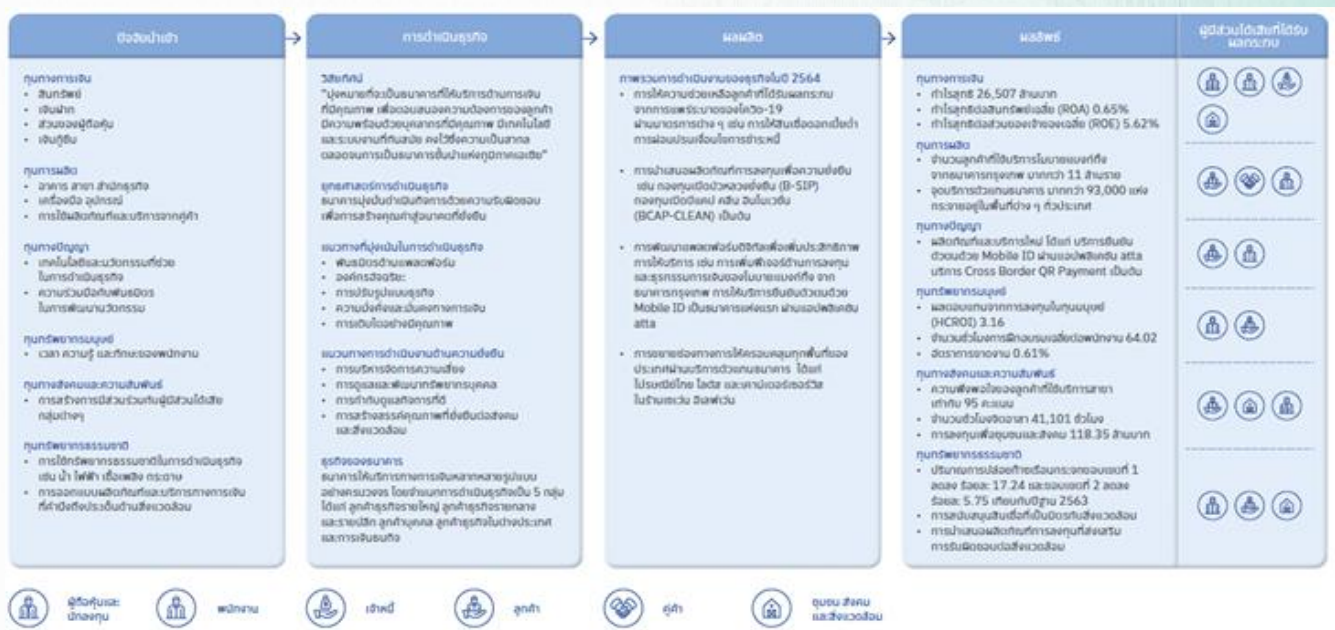 ปัจจัยนำเข้า
ทุนทางการเงิน
• สินทรัพย์
• เงินฝาก
• ส่วนของผู้ถือหุ้น
• เงินกู้ยืม
ทุนการผลิต
• อาคาร สาขา สำนักธุรกิจ
• เครื่องมือ อุปกรณ์
• การใช้ผลิตภัณฑ์และบริการจากคู่ค้า
ทุนทางปัญญา
• เทคโนโลยีและนวัตกรรมที่ช่วย
ในการดำเนินธุรกิจ
• ความร่วมมือกับพันธมิตร
ในการพัฒนานวัตกรรม
ทุนทรัพยากรมนุษย์
• เวลา ความรู้ และทักษะของพนักงาน
ทุนทางสังคมและความสัมพันธ์
• การสร้างการมีส่วนร่วมกับผู้มีส่วนได้เสีย
กลุ่มต่างๆ
ทุนทรัพยากรธรรมชาติ
• การใช้ทรัพยากรธรรมชาติในการดำเนินธุรกิจ
เช่น น้ำ ไฟฟ้า เชื้อเพลิง กระดาษ
• การออกแบบผลิตภัณฑ์และบริการทางการเงิน
ที่คำนึงถึงประเด็นด้านสิ่งแวดล้อม
การดำเนินธุรกิจ
วิสัยทัศน์
"มุ่งหมายที่จะเป็นธนาคารที่ให้บริการด้านการเงิน
ที่มีคุณภาพ เพื่อตอบสนองความต้องการของลูกค้า
มีความพร้อมด้วยบุคลากรที่มีคุณภาพ มีเทคโนโลยี
และระบบงานที่ทันสมัย คงไว้ซึ่งความเป็นสากล
ตลอดจนการเป็นธนาคารชั้นนำแห่งภูมิภาคเอเชีย"
ยุทธศาสตร์การดำเนินธุรกิจ
ธนาคารมุ่งมั่นดำเนินกิจการด้วยความรับผิดชอบ
เพื่อการสร้างคุณค่าสู่อนาคตที่ยั่งยืน
แนวทางที่มุ่งเน้นในการดำเนินธุรกิจ
• พันธมิตรด้านแพลตฟอร์ม
• องค์กรอัจฉริยะ
• การปรับรูปแบบธุรกิจ
• ความมั่งคั่งและมั่นคงทางการเงิน
• การเติบโตอย่างมีคุณภาพ
แนวทางการดำเนินงานด้านความยั่งยืน
• การบริหารจัดการความเสี่ยง
• การดูแลและพัฒนาทรัพยากรบุคคล
• การกำกับดูแลกิจการที่ดี
• การสร้างสรรค์คุณภาพที่ยั่งยืนต่อสังคม
และสิ่งแวดล้อม
ธุรกิจของธนาคาร
ธนาคารให้บริการทางการเงินหลากหลายรูปแบบ
อย่างครบวงจร โดยจำแนกการดำเนินธุรกิจเป็น 5 กลุ่ม
ได้แก่ ลูกค้าธุรกิจรายใหญ่ ลูกค้าธุรกิจรายกลาง
และรายปลีก ลูกค้าบุคคล ลูกค้าธุรกิจในต่างประเทศ
และการเงินธนกิจ
ผลผลิต
ภาพรวมการดำเนินงานของธุรกิจในปี 2564
• การให้ความช่วยเหลือลูกค้าที่ได้รับผลกระทบ
จากการแพร่ระบาดของโควิด-19
ผ่านมาตรการต่าง ๆ เช่น การให้สินเชื่อดอกเบี้ยต่ำ
การผ่อนปรนเงื่อนไขการชำระหนี้
• การนำเสนอผลิตภัณฑ์การลงทุนเพื่อความยั่งยืน
เช่น กองทุนเปิดบัวหลวงยั่งยืน (B-SIP)
กองทุนเปิดบีแคป คลีน อินโนเวชั่น
(BCAP-CLEAN) เป็นต้น
• การพัฒนาแพลตฟอร์มดิจิทัลเพื่อเพิ่มประสิทธิภาพ
การให้บริการ เช่น การเพิ่มฟีเจอร์ด้านการลงทุน
และธุรกรรมการเงินของโมบายแบงก์กิ้ง จาก
ธนาคารกรุงเทพ การให้บริการยืนยันตัวตนด้วย
Mobile ID เป็นธนาคารแห่งแรก ผ่านแอปพลิเคชัน
atta
• การขยายช่องทางการให้ครอบคลุมทุกพื้นที่ของ
ประเทศผ่านบริการตัวแทนธนาคาร ได้แก่
ไปรษณีย์ไทย โลตัส และเคาน์เตอร์เซอร์วิส
ในร้านเซเว่น อีเลฟเว่น
ผลลัพธ์
ทุนทางการเงิน
• กำไรสุทธิ 26,507 ล้านบาท
• กำไรสุทธิต่อสินทรัพย์เฉลี่ย (ROA) 0.65%
• กำไรสุทธิต่อส่วนของเจ้าของเฉลี่ย (ROE) 5.62%
ทุนการผลิต
• จำนวนลูกค้าที่ใช้บริการโมบายแบงก์กิ้ง
จากธนาคารกรุงเทพ มากกว่า 11 ล้านราย
• จุดบริการตัวแทนธนาคาร มากกว่า 93,000 แห่ง
กระจายอยู่ในพื้นที่ต่าง ๆ ทั่วประเทศ
ทุนทางปัญญา
• ผลิตภัณฑ์และบริการใหม่ ได้แก่ บริการยืนยัน
ตัวตนด้วย Mobile ID ผ่านแอปพลิเคชัน atta
บริการ Cross Border QR Payment เป็นต้น
ทุนทรัพยากรมนุษย์
• ผลตอบแทนจากการลงทุนในทุนมนุษย์
(HCROI) 3.16
• จำนวนชั่วโมงการฝึกอบรมเฉลี่ยต่อพนักงาน 64.02
• อัตราการขาดงาน 0.61%
ทุนทางสังคมและความสัมพันธ์
• ความพึงพอใจของลูกค้าที่ใช้บริการสาขา
เท่ากับ 95 คะแนน
• จำนวนชั่วโมงจิตอาสา 41,101 ชั่วโมง
• การลงทุนเพื่อชุมชนและสังคม 118.35 ล้านบาท
ทุนทรัพยากรธรรมชาติ
• ปริมาณการปล่อยก๊าซเรือนกระจกขอบเขตที่ 1
ลดลง ร้อยละ 17.24 และขอบเขตที่ 2 ลดลง
ร้อยละ 5.75 เทียบกับปีฐาน 2563
• การสนับสนุนสินเชื่อที่เป็นมิตรกับสิ่งแวดล้อม
• การนำเสนอผลิตภัณฑ์การลงทุนที่ส่งเสริม
การรับผิดชอบต่อสิ่งแวดล้อม
ผู้มีส่วนได้เสียที่ได้รับ
ผลกระทบ
ผู้ถือหุ้นและ
นักลงทุน
พนักงาน
เจ้าหนี้
ลูกค้า
คู่ค้า
ชุมชน สังคม
และสิ่งแวดล้อม